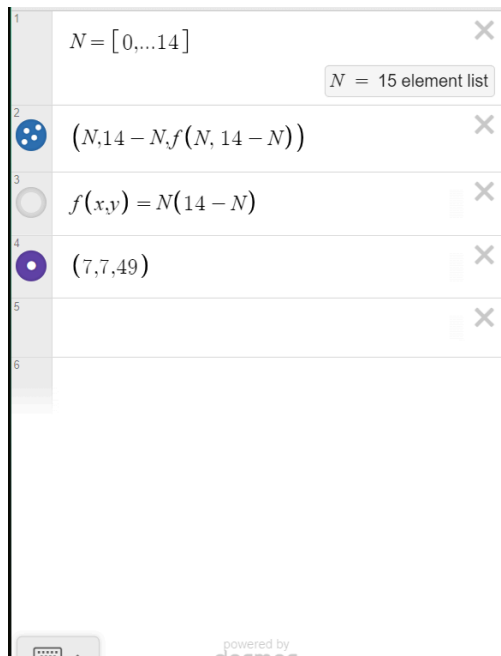 1
N = [0,...14]
N = 15 element list
2
(N,14 − N,f(N, 14 − N))
3
f(x,y) = N(14 − N)
4
(7,7,49)
5
6
powered by